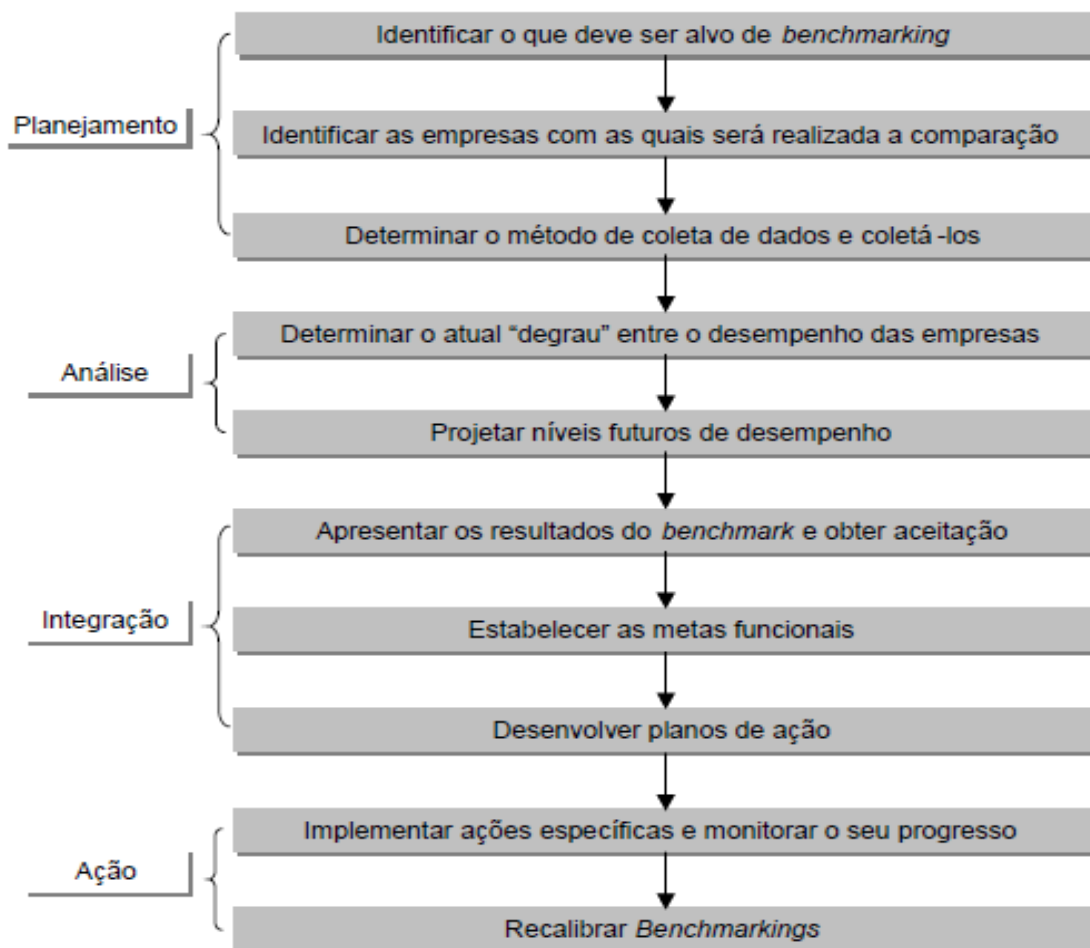 Planejamento
Identificar o que deve ser alvo de benchmarking
Identificar as empresas com as quais será realizada a comparação
Determinar o método de coleta de dados e coletá-los
Análise
Determinar o atual “degrau” entre o desempenho das empresas
Projetar níveis futuros de desempenho
Integração
Apresentar os resultados do benchmark e obter aceitação
Estabelecer as metas funcionais
Desenvolver planos de ação
Ação
Implementar ações específicas e monitorar o seu progresso
Recalibrar Benchmarkings